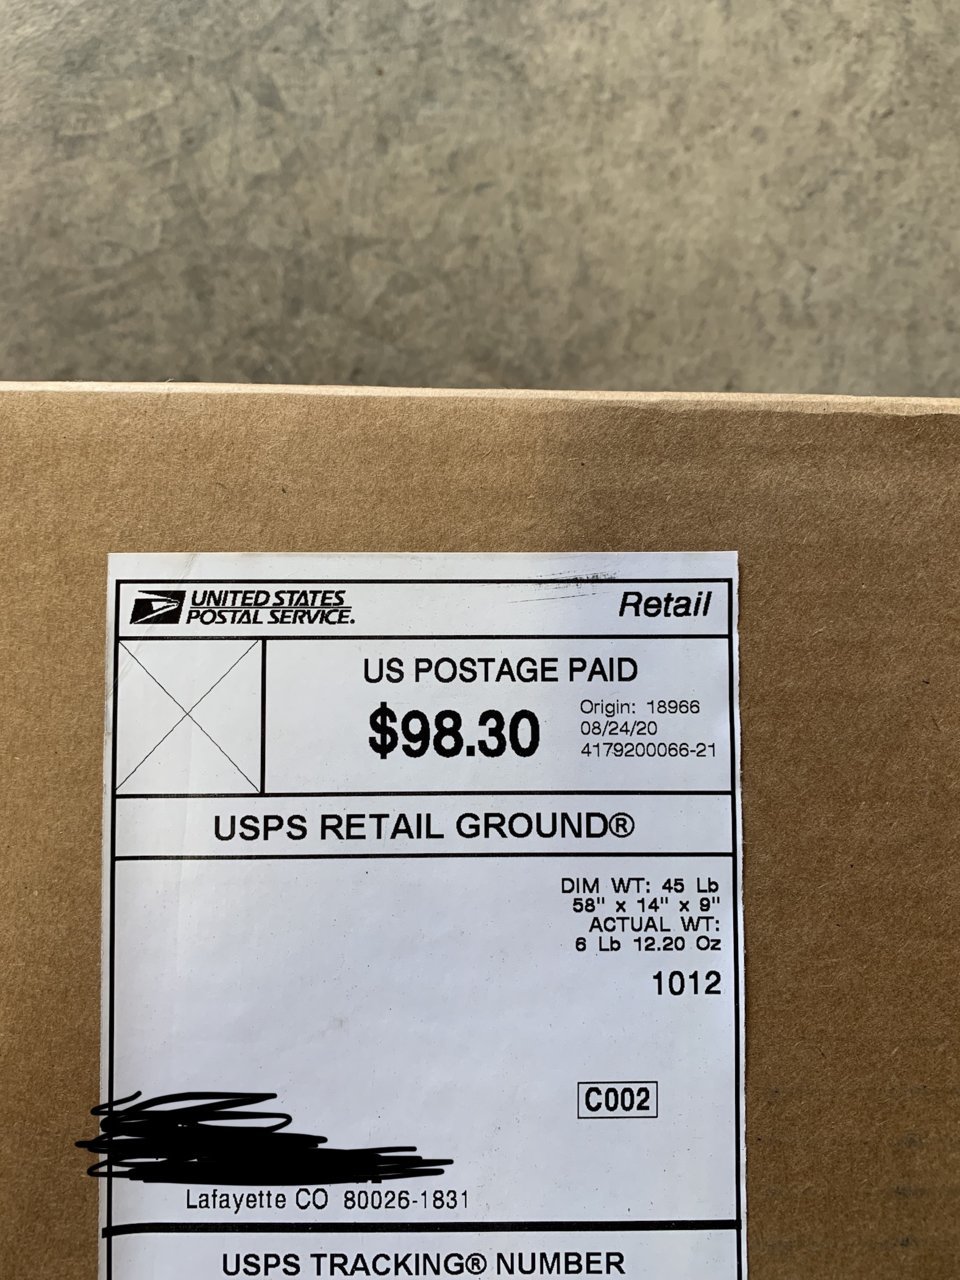 UNITED STATES
POSTAL SERVICE.
Retail
US POSTAGE PAID
$98.30
Origin: 18966
08/24/20
4179200066-21
USPS RETAIL GROUND®
DIM WT: 45 Lb
58" x 14" x 9"
ACTUAL WT:
6 Lb 12.20 Oz
1012
C002
Lafayette CO 80026-1831
USPS TRACKING® NUMBER